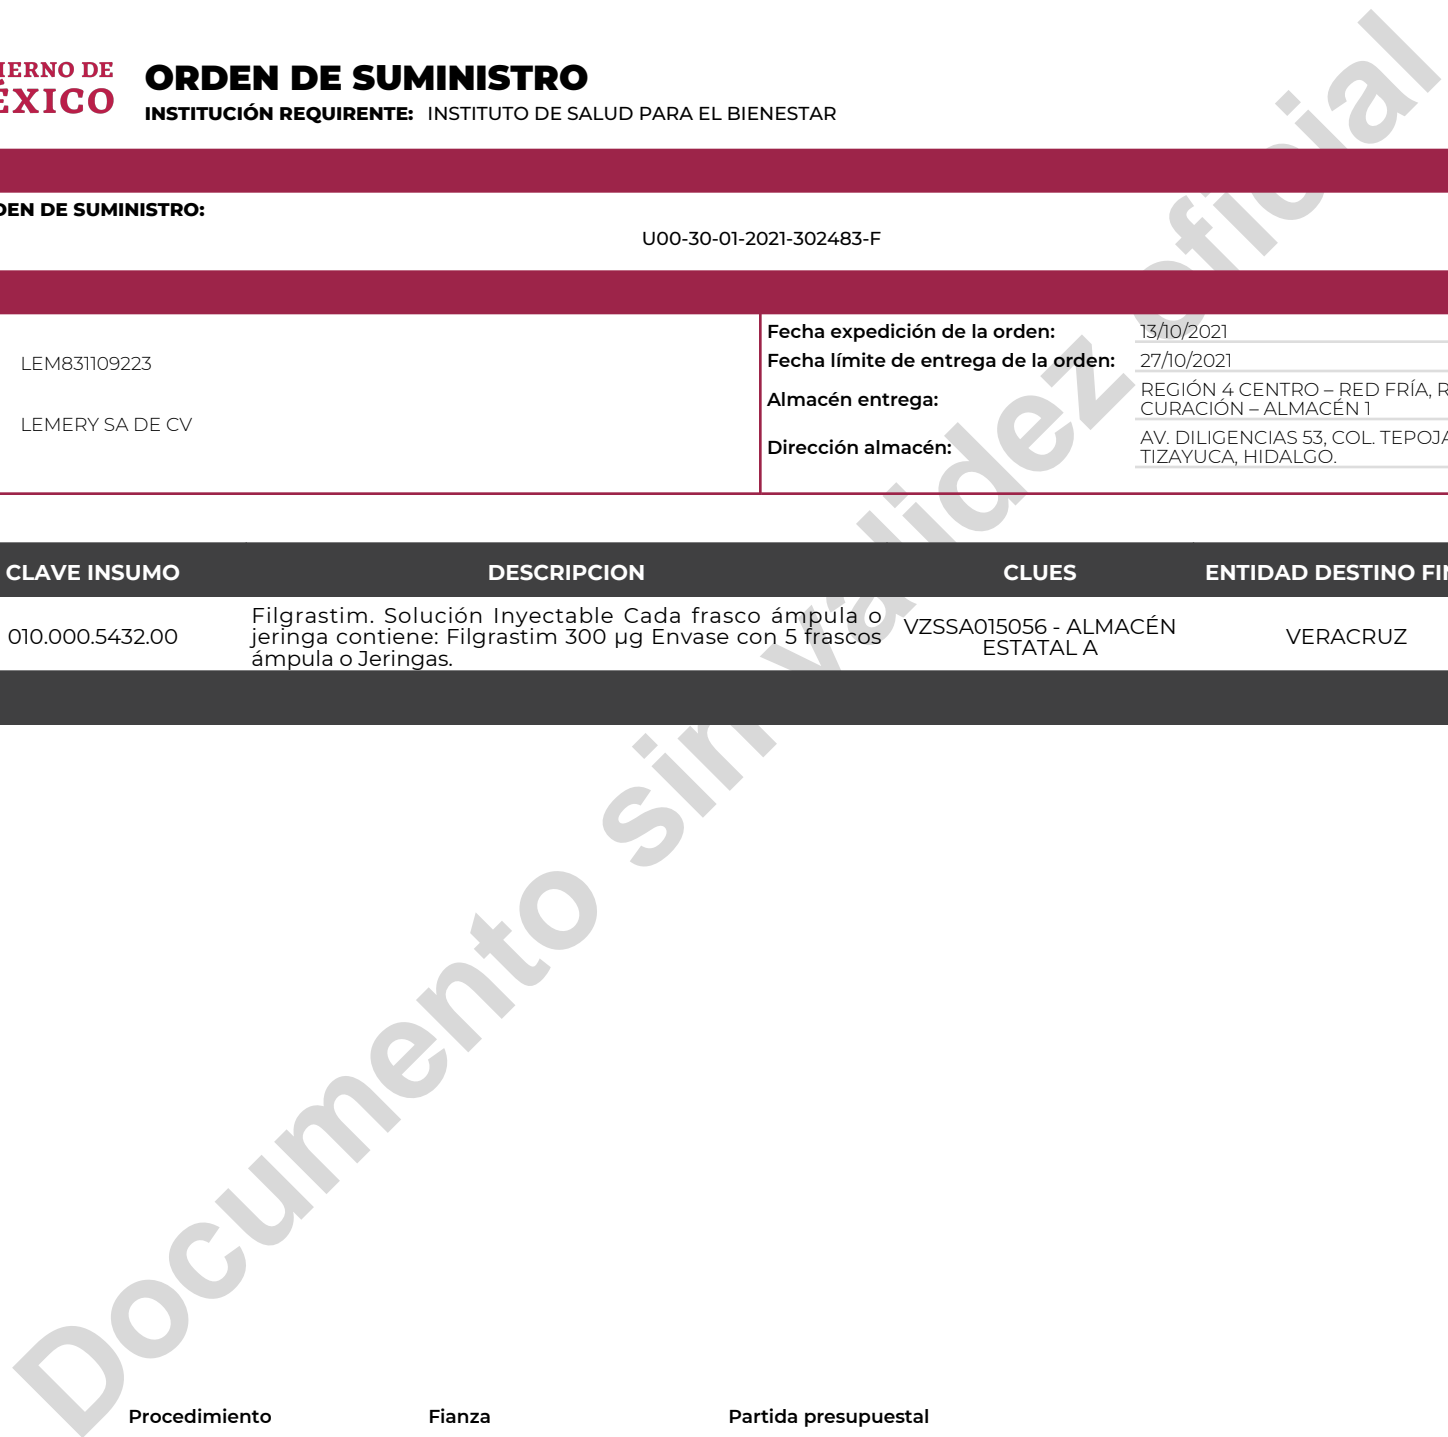 IERNO DE
ÉXICO
ORDEN DE SUMINISTRO
INSTITUCIÓN REQUIRENTE: INSTITUTO DE SALUD PARA EL BIENESTAR
DEN DE SUMINISTRO:
U00-30-01-2021-302483-F
LEM831109223
LEMERY SA DE CV
Fecha expedición de la orden: 13/10/2021
Fecha límite de entrega de la orden: 27/10/2021
Almacén entrega: REGIÓN 4 CENTRO – RED FRÍA, R
CURACIÓN – ALMACÉN 1
Dirección almacén: AV. DILIGENCIAS 53, COL. TEPOJA
TIZAYUCA, HIDALGO.
CLAVE INSUMO DESCRIPCION CLUES ENTIDAD DESTINO FIN
010.000.5432.00
Filgrastim. Solución Inyectable Cada frasco ámpula o
jeringa contiene: Filgrastim 300 µg Envase con 5 frascos
ámpula o Jeringas.
VZSSA015056 - ALMACÉN
ESTATAL A
VERACRUZ
Documento sin validez oficial
Procedimiento Fianza Partida presupuestal